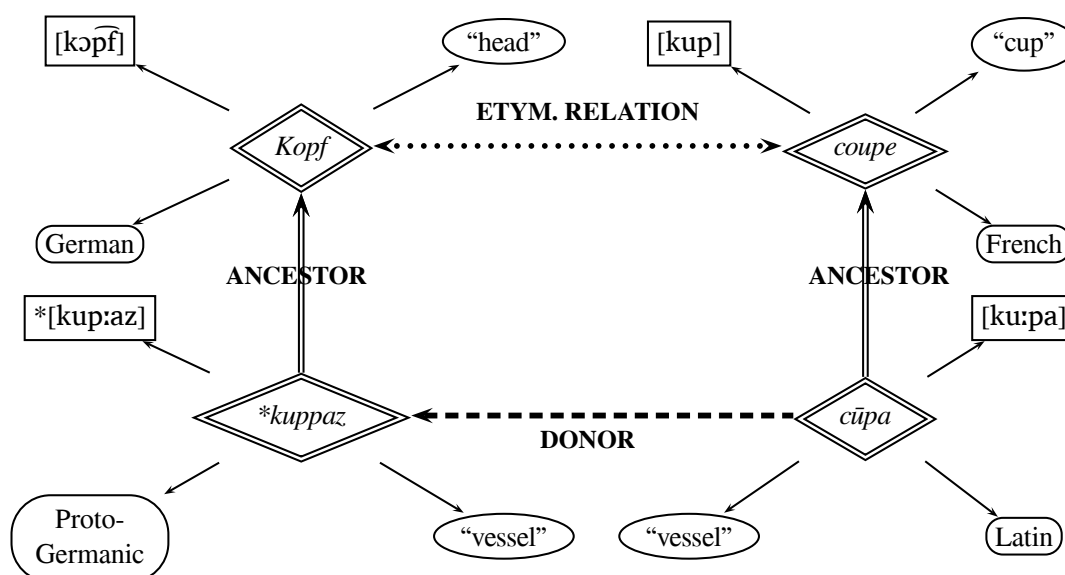 [kɔp͡f]
“head”
[kup]
“cup”
ETYM. RELATION
Kopf
coupe
German
French
ANCESTOR
ANCESTOR
*[kupːaz]
[kuːpa]
*kuppaz
cūpa
DONOR
Proto-
Germanic
“vessel”
“vessel”
Latin